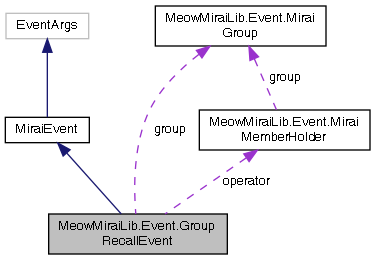 EventArgs
MeowMiraiLib.Event.Mirai
Group
group
MiraiEvent
MeowMiraiLib.Event.Mirai
MemberHolder
group
operator
MeowMiraiLib.Event.Group
RecallEvent